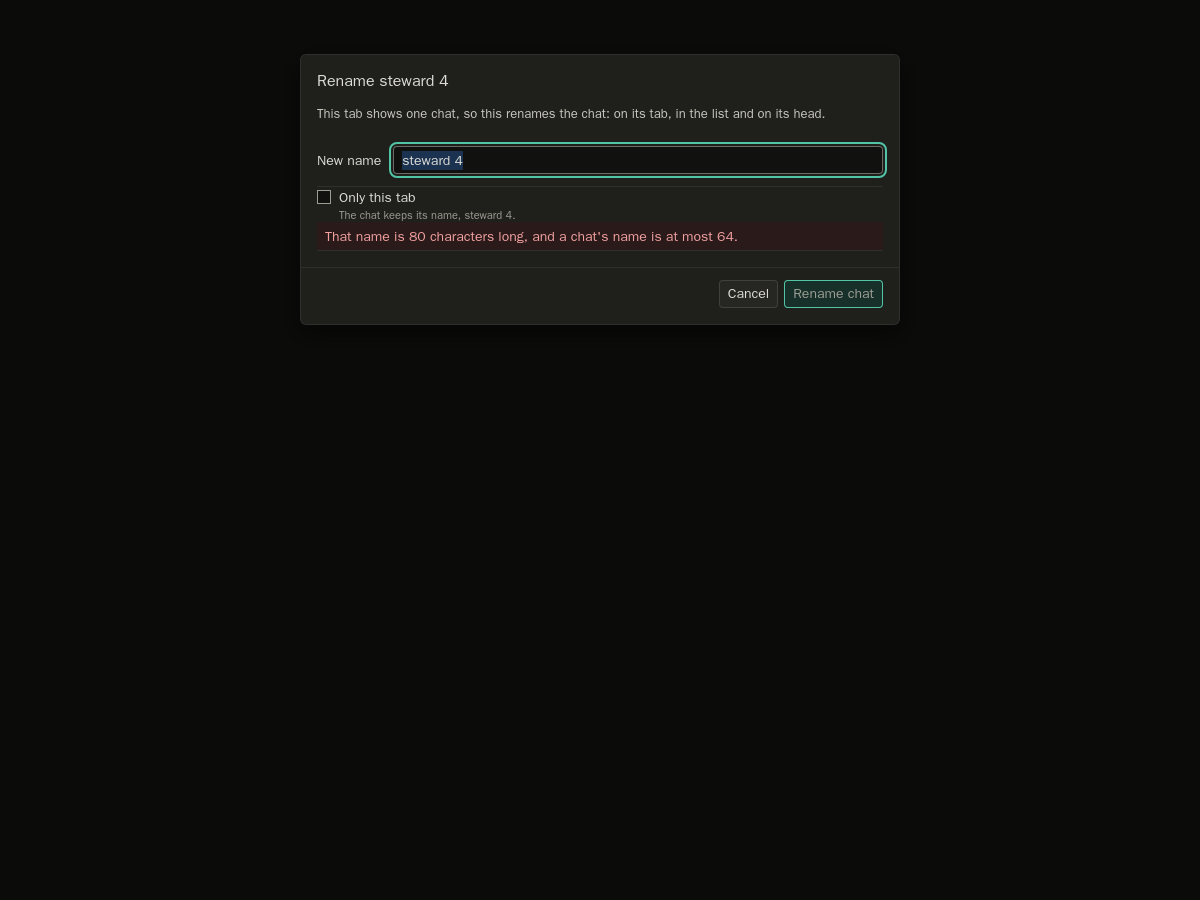 Rename steward 4
This tab shows one chat, so this renames the chat: on its tab, in the list and on its head.
New name steward 4
Only this tab
The chat keeps its name, steward 4.
That name is 80 characters long, and a chat's name is at most 64.
Cancel Rename chat